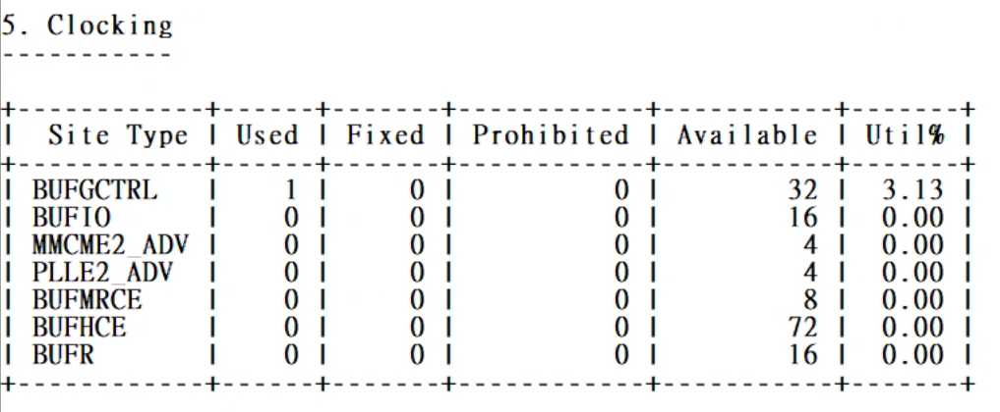 5. Clocking
-----------
+------------+------+-------+------------+-----------+-------+
|  Site Type | Used | Fixed | Prohibited | Available | Util% |
+------------+------+-------+------------+-----------+-------+
| BUFGCTRL   |    1 |     0 |          0 |        32 |  3.13 |
| BUFIO      |    0 |     0 |          0 |        16 |  0.00 |
| MMCME2_ADV |    0 |     0 |          0 |         4 |  0.00 |
| PLLE2_ADV  |    0 |     0 |          0 |         4 |  0.00 |
| BUFMRCE    |    0 |     0 |          0 |         8 |  0.00 |
| BUFHCE     |    0 |     0 |          0 |        72 |  0.00 |
| BUFR       |    0 |     0 |          0 |        16 |  0.00 |
+------------+------+-------+------------+-----------+-------+